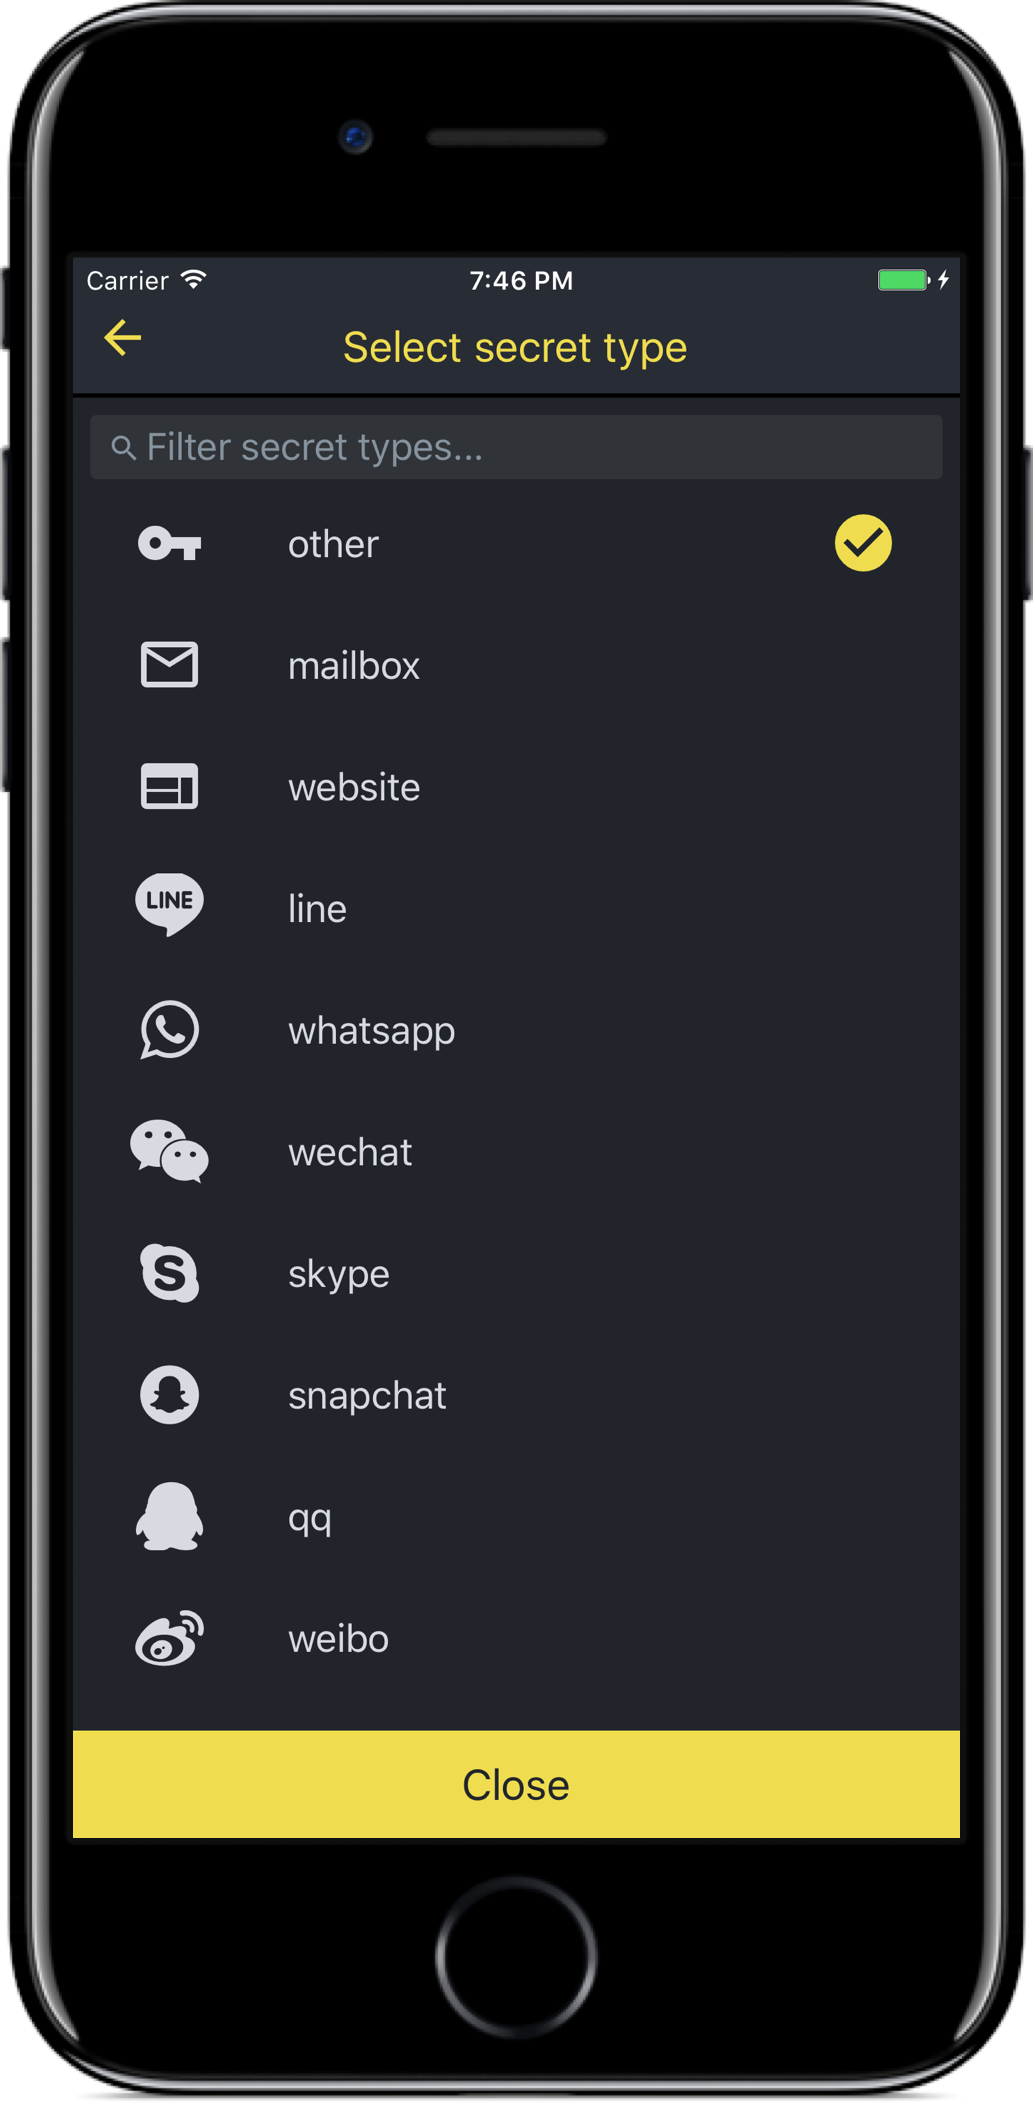 Carrier 7:46 PM
Select secret type
Filter secret types...
other
mailbox
website
LINE line
whatsapp
wechat
S skype
snapchat
qq
weibo
Close